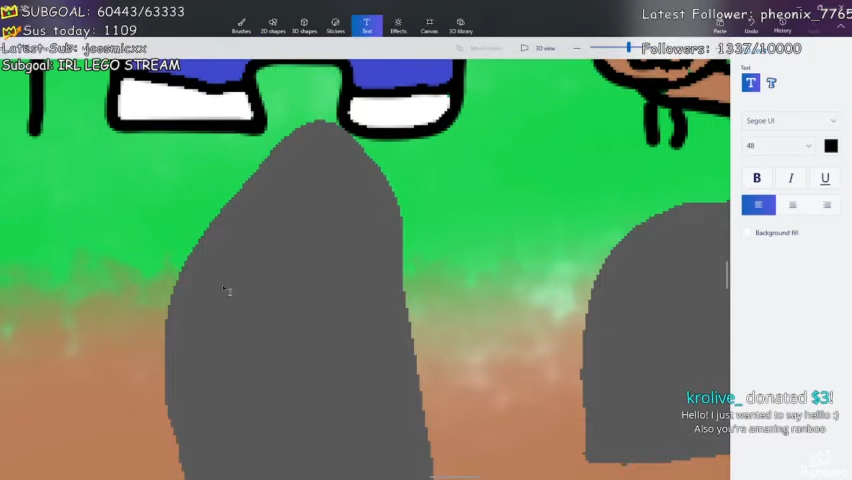 SUBGOAL: 60443/63333
Sus today: 1109
Latest Sub: jcosmicxx
Subgoal: IRL LEGO STREAM
Brushes
2D shapes
3D shapes
Stickers
Text
Effects
Canvas
3D library
Paste
Undo
History
Latest Follower: pheonix_7765
Followers: 1337/10000
3D view
Text
Segoe UI
48
B
I
U
Background fill
krolive_ donated $3!
Hello! I just wanted to say helllo :)
Also you're amazing ranboo